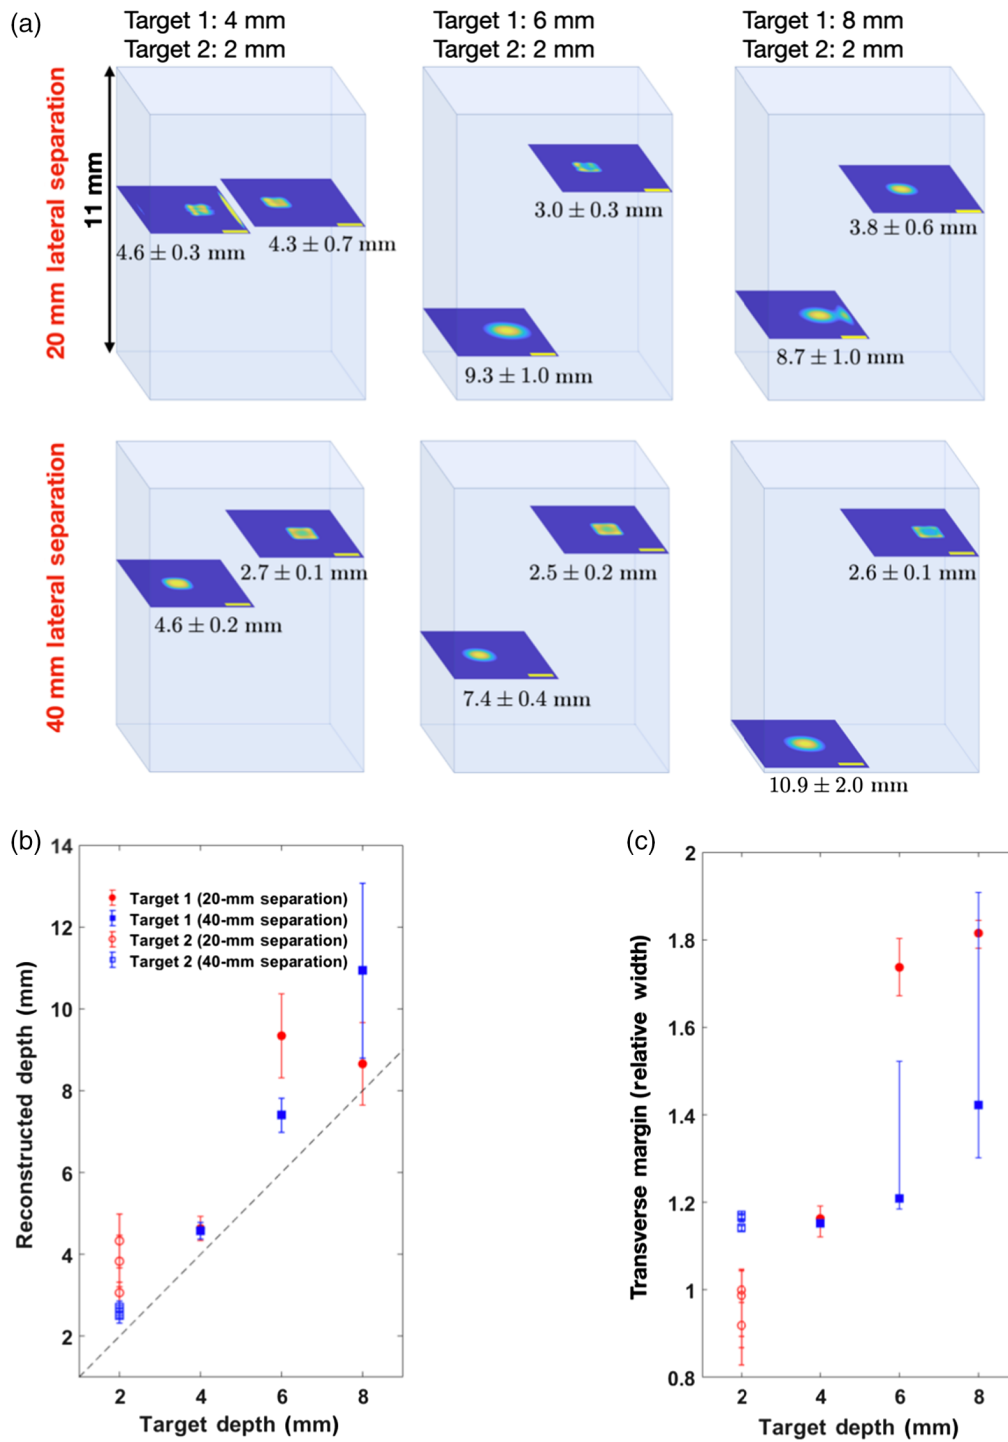 (a)
Target 1: 4 mm
Target 2: 2 mm
Target 1: 6 mm
Target 2: 2 mm
Target 1: 8 mm
Target 2: 2 mm
20 mm lateral separation
11 mm
4.6 ± 0.3 mm
4.3 ± 0.7 mm
3.0 ± 0.3 mm
9.3 ± 1.0 mm
3.8 ± 0.6 mm
8.7 ± 1.0 mm
40 mm lateral separation
2.7 ± 0.1 mm
4.6 ± 0.2 mm
2.5 ± 0.2 mm
7.4 ± 0.4 mm
2.6 ± 0.1 mm
10.9 ± 2.0 mm
(b)
14
12
10
8
6
4
2
Reconstructed depth (mm)
Target 1 (20-mm separation)
Target 1 (40-mm separation)
Target 2 (20-mm separation)
Target 2 (40-mm separation)
2 4 6 8
Target depth (mm)
(c)
2
1.8
1.6
1.4
1.2
1
0.8
Transverse margin (relative width)
2 4 6 8
Target depth (mm)